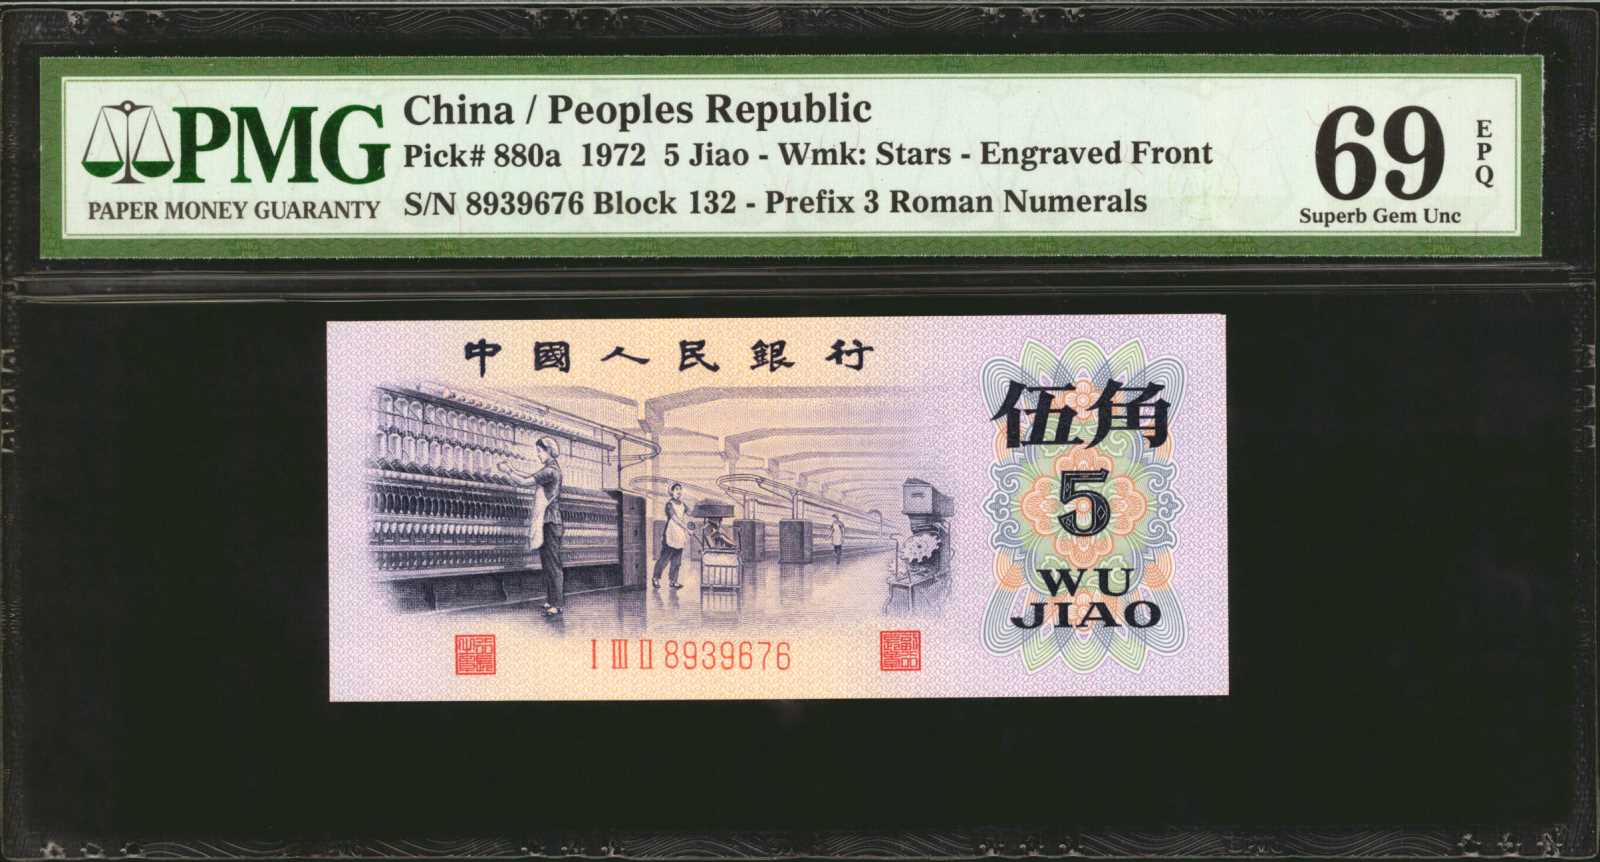 PMG
PAPER MONEY GUARANTY
China / Peoples Republic
Pick# 880a 1972 5 Jiao - Wmk: Stars - Engraved Front
S/N 8939676 Block 132 - Prefix 3 Roman Numerals
69
EPQ
Superb Gem Unc
中國人民銀行
伍角
5
WU
JIAO
I III II 8939676